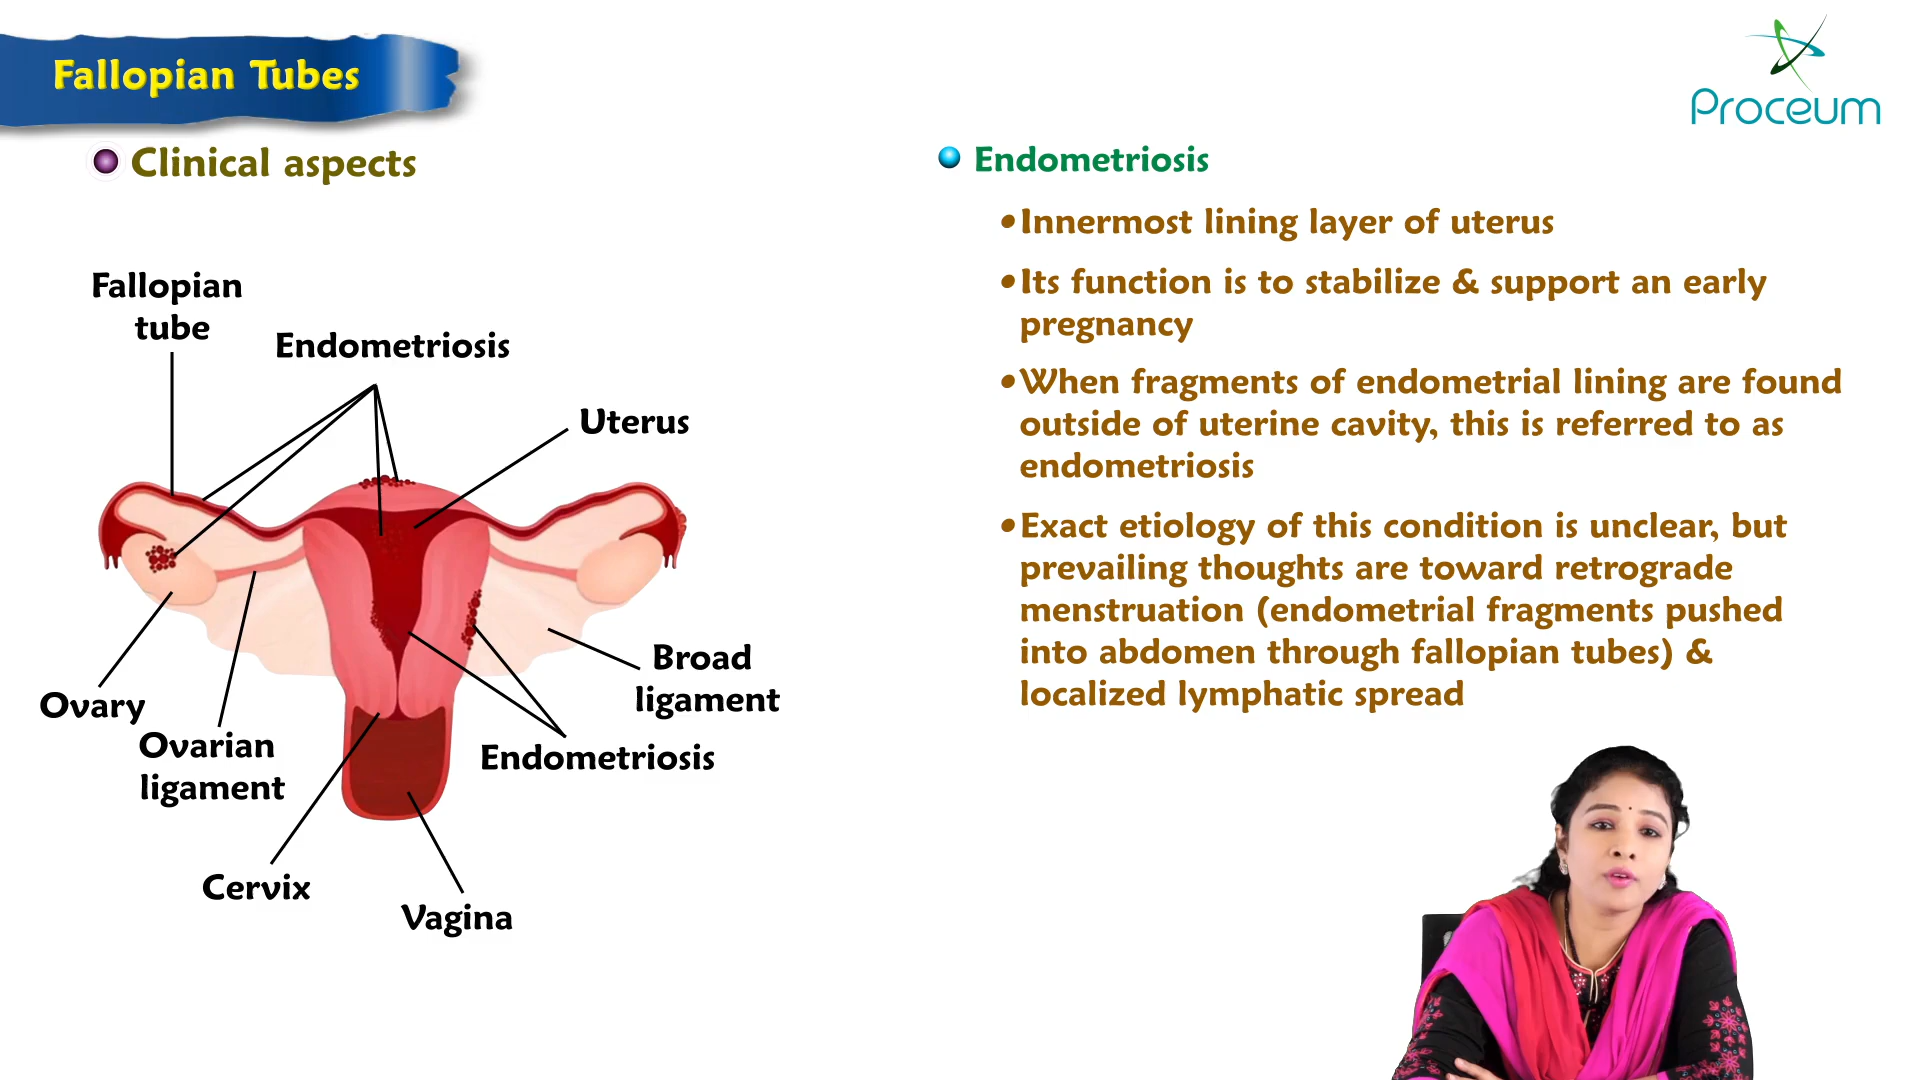 Fallopian Tubes
Proceum
Clinical aspects
Fallopian
tube
Endometriosis
Uterus
Broad
ligament
Ovary
Ovarian
ligament
Endometriosis
Cervix
Vagina
Endometriosis
•Innermost lining layer of uterus
•Its function is to stabilize & support an early
pregnancy
•When fragments of endometrial lining are found
outside of uterine cavity, this is referred to as
endometriosis
•Exact etiology of this condition is unclear, but
prevailing thoughts are toward retrograde
menstruation (endometrial fragments pushed
into abdomen through fallopian tubes) &
localized lymphatic spread